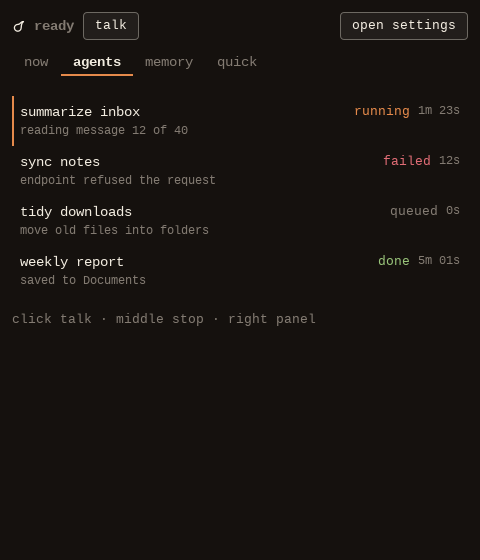 ready talk open settings
now agents memory quick
summarize inbox running 1m 23s
reading message 12 of 40
sync notes failed 12s
endpoint refused the request
tidy downloads queued 0s
move old files into folders
weekly report done 5m 01s
saved to Documents
click talk · middle stop · right panel